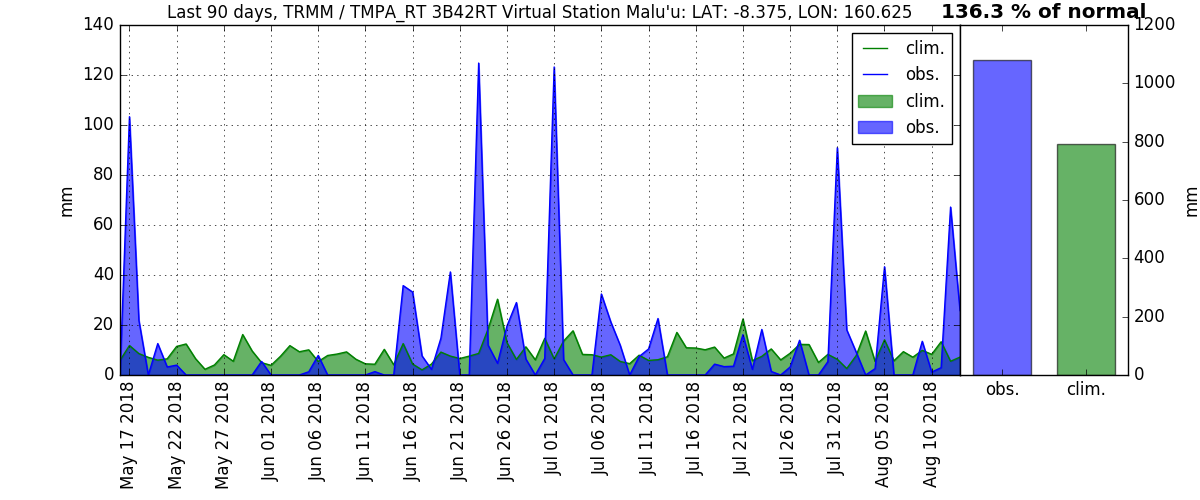 Last 90 days, TRMM / TMPA_RT 3B42RT Virtual Station Malu'u: LAT: -8.375, LON: 160.625
136.3 % of normal
140
120
100
80
60
40
20
0
mm
clim.
obs.
clim.
obs.
1200
1000
800
600
400
200
0
mm
May 17 2018
May 22 2018
May 27 2018
Jun 01 2018
Jun 06 2018
Jun 11 2018
Jun 16 2018
Jun 21 2018
Jun 26 2018
Jul 01 2018
Jul 06 2018
Jul 11 2018
Jul 16 2018
Jul 21 2018
Jul 26 2018
Jul 31 2018
Aug 05 2018
Aug 10 2018
obs.
clim.